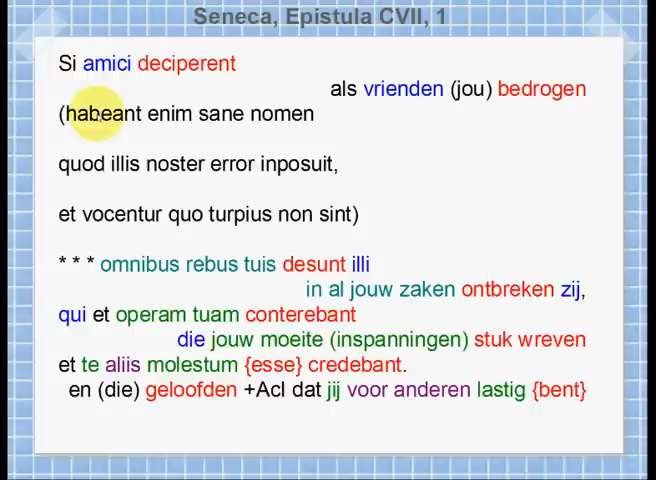 Seneca, Epistula CVII, 1
Si amici deciperent
als vrienden (jou) bedrogen
(habeant enim sane nomen
quod illis noster error inposuit,
et vocentur quo turpius non sint)
* * * omnibus rebus tuis desunt illi
in al jouw zaken ontbreken zij,
qui et operam tuam conterebant
die jouw moeite (inspanningen) stuk wreven
et te aliis molestum {esse} credebant.
en (die) geloofden +AcI dat jij voor anderen lastig {bent}